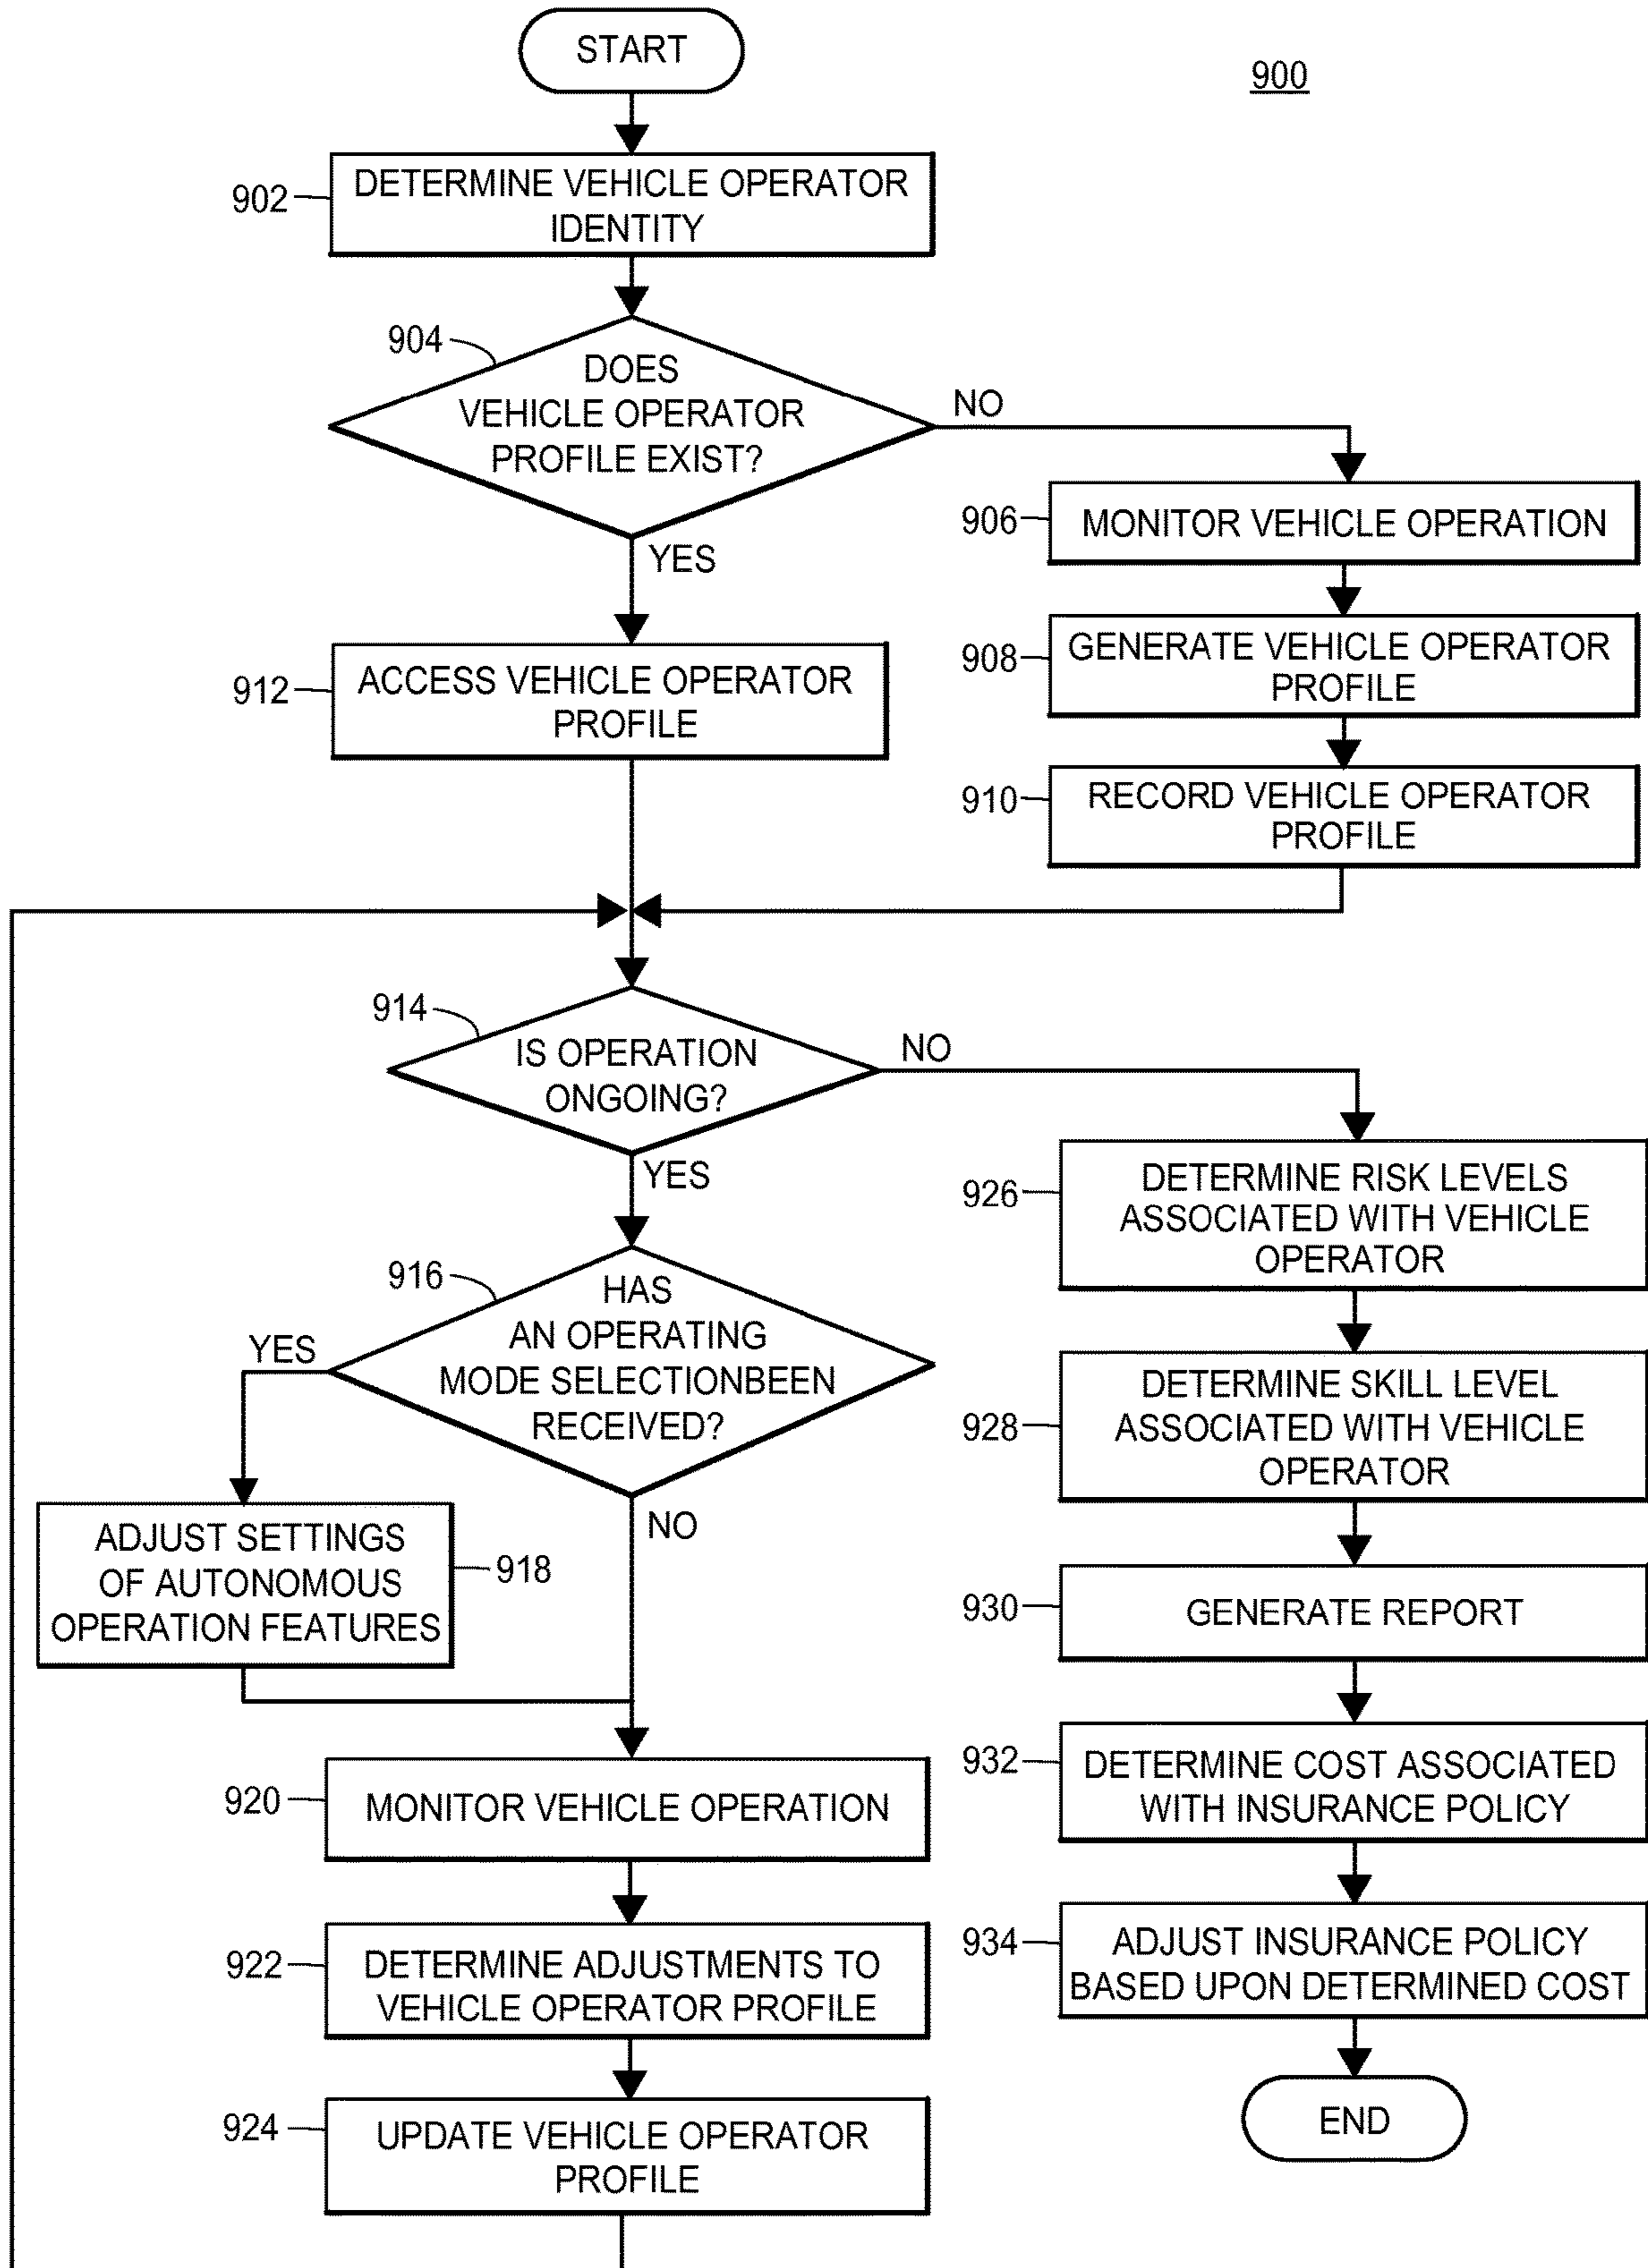 START
900
902
DETERMINE VEHICLE OPERATOR
IDENTITY
904
DOES
VEHICLE OPERATOR
PROFILE EXIST?
NO
YES
906
MONITOR VEHICLE OPERATION
908
GENERATE VEHICLE OPERATOR
PROFILE
910
RECORD VEHICLE OPERATOR
PROFILE
912
ACCESS VEHICLE OPERATOR
PROFILE
914
IS OPERATION
ONGOING?
NO
YES
916
HAS
AN OPERATING
MODE SELECTIONBEEN
RECEIVED?
YES
NO
918
ADJUST SETTINGS
OF AUTONOMOUS
OPERATION FEATURES
920
MONITOR VEHICLE OPERATION
922
DETERMINE ADJUSTMENTS TO
VEHICLE OPERATOR PROFILE
924
UPDATE VEHICLE OPERATOR
PROFILE
926
DETERMINE RISK LEVELS
ASSOCIATED WITH VEHICLE
OPERATOR
928
DETERMINE SKILL LEVEL
ASSOCIATED WITH VEHICLE
OPERATOR
930
GENERATE REPORT
932
DETERMINE COST ASSOCIATED
WITH INSURANCE POLICY
934
ADJUST INSURANCE POLICY
BASED UPON DETERMINED COST
END